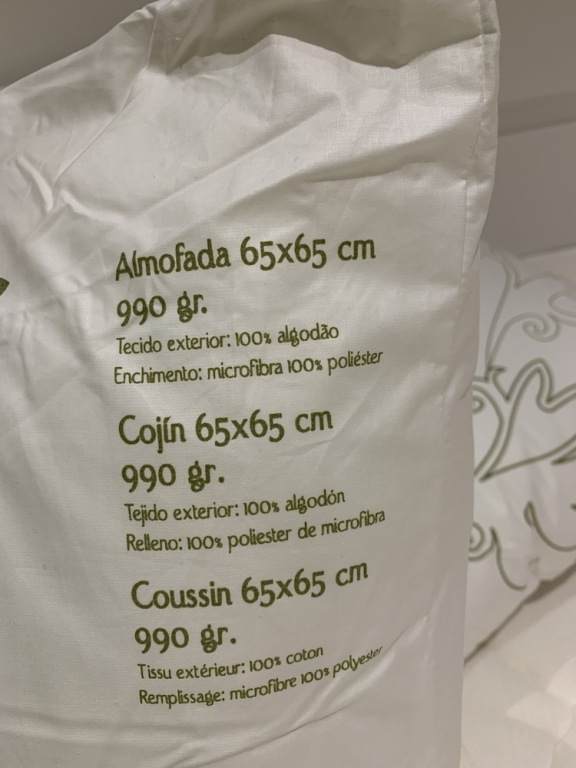 Almofada 65x65 cm
990 gr.
Tecido exterior: 100% algodão
Enchimento: microfibra 100% poliéster
Cojín 65x65 cm
990 gr.
Tejido exterior: 100% algodón
Relleno: 100% poliester de microfibra
Coussin 65x65 cm
990 gr.
Tissu extérieur: 100% coton
Remplissage: microfibre 100% polyester